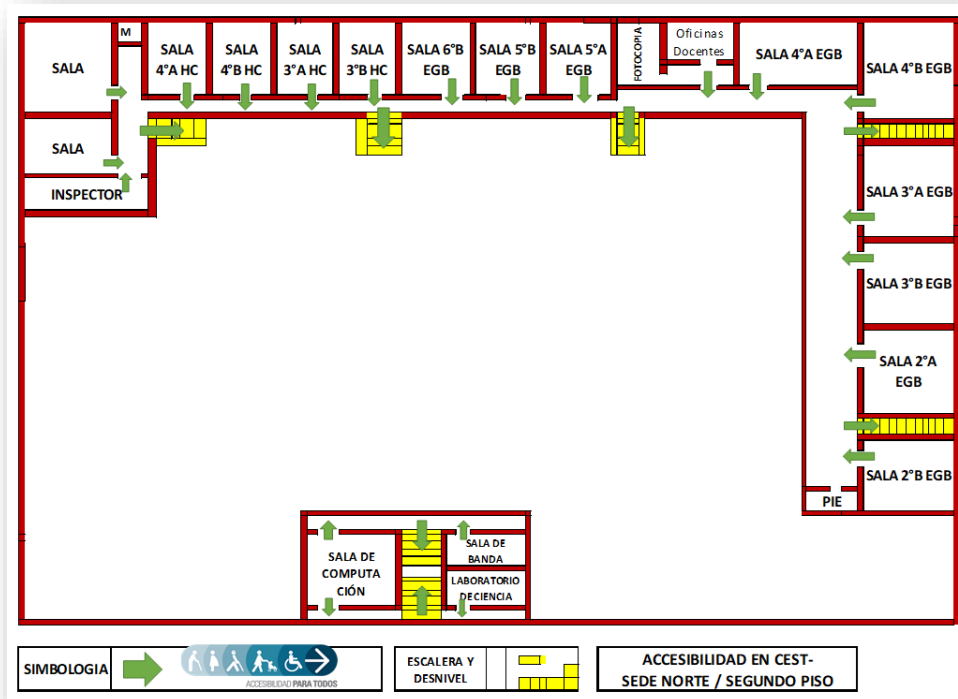 M
SALA
SALA
4°A HC
SALA
4°B HC
SALA
3°A HC
SALA
3°B HC
SALA 6°B
EGB
SALA 5°B
EGB
SALA 5°A
EGB
FOTOCOPIA
Oficinas
Docentes
SALA 4°A EGB
SALA 4°B EGB
SALA
INSPECTOR
SALA 3°A EGB
SALA 3°B EGB
SALA 2°A
EGB
SALA 2°B EGB
PIE
SALA DE
COMPUTA
CIÓN
SALA DE
BANDA
LABORATORIO
DECIENCIA
SIMBOLOGIA
ACCESIBILIDAD PARA TODOS
ESCALERA Y
DESNIVEL
ACCESIBILIDAD EN CEST-
SEDE NORTE / SEGUNDO PISO